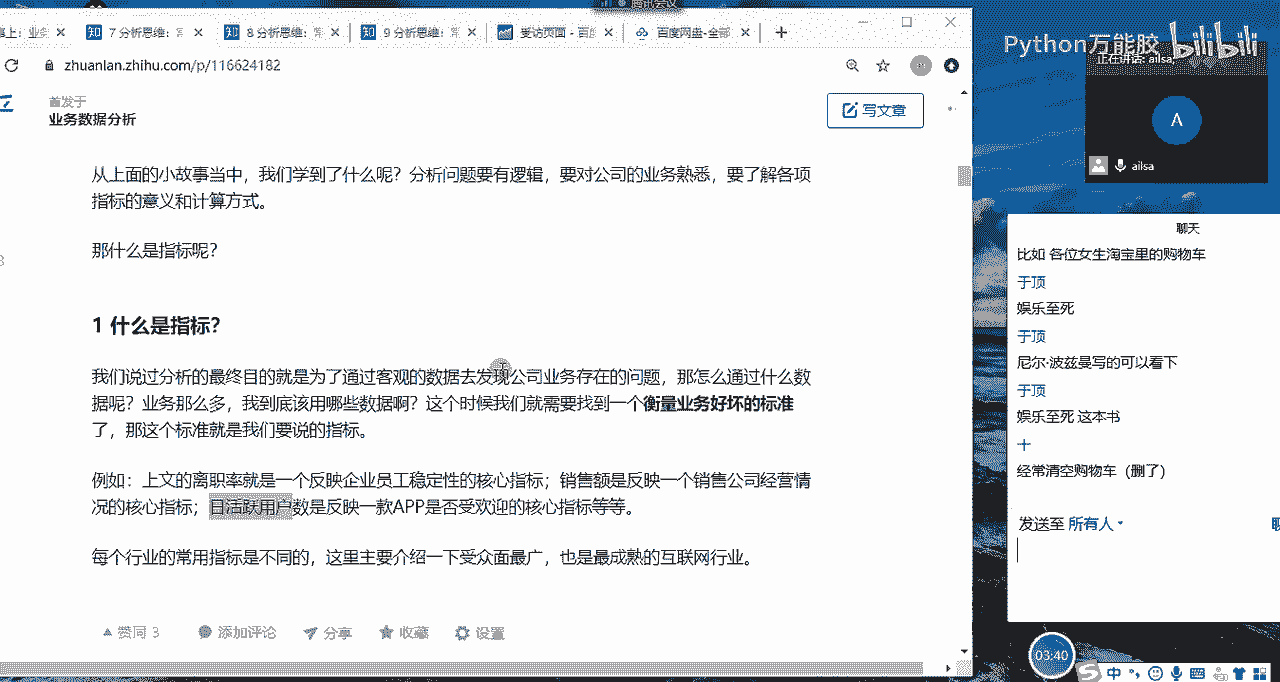 腾讯会议
事上: 业务
7 分析思维:
8 分析思维:
9 分析思维:
受访页面 - 百
百度网盘-全部
zhuanlan.zhihu.com/p/116624182
首发于
业务数据分析
写文章
从上面的小故事当中，我们学到了什么呢？分析问题要有逻辑，要对公司的业务熟悉，要了解各项
指标的意义和计算方式。
那什么是指标呢？
1 什么是指标？
我们说过分析的最终目的就是为了通过客观的数据去发现公司业务存在的问题，那怎么通过什么数
据呢？业务那么多，我到底该用哪些数据啊？这个时候我们就需要找到一个衡量业务好坏的标准
了，那这个标准就是我们要说的指标。
例如：上文的离职率就是一个反映企业员工稳定性的核心指标；销售额是反映一个销售公司经营情
况的核心指标；日活跃用户数是反映一款APP是否受欢迎的核心指标等等。
每个行业的常用指标是不同的，这里主要介绍一下受众面最广，也是最成熟的互联网行业。
赞同 3
添加评论
分享
收藏
设置
Python万能胶 bilibili
正在讲话: ailsa;
A
ailsa
聊天
比如 各位女生淘宝里的购物车
于顶
娱乐至死
于顶
尼尔·波兹曼写的可以看下
于顶
娱乐至死 这本书
十
经常清空购物车（删了）
发送至 所有人
03:40
中